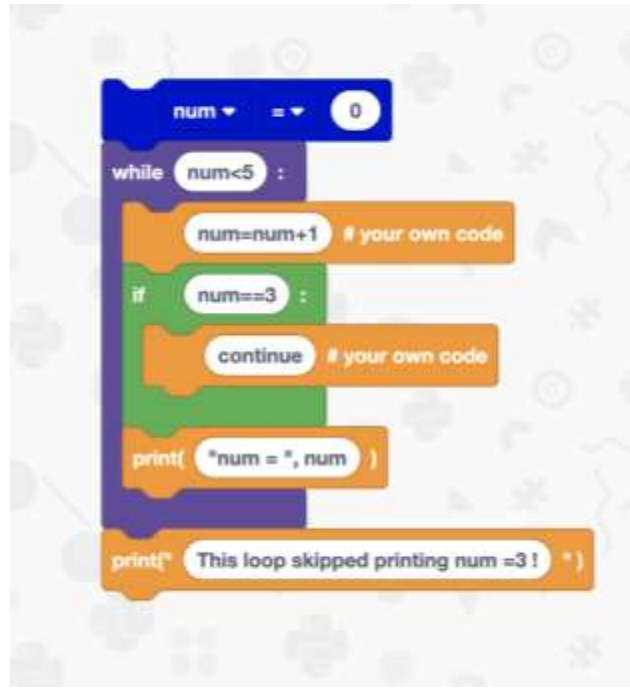 num = 0
while num<5 :
num=num+1 # your own code
if num==3 :
continue # your own code
print( "num = ", num )
print(" This loop skipped printing num =3 ! " )